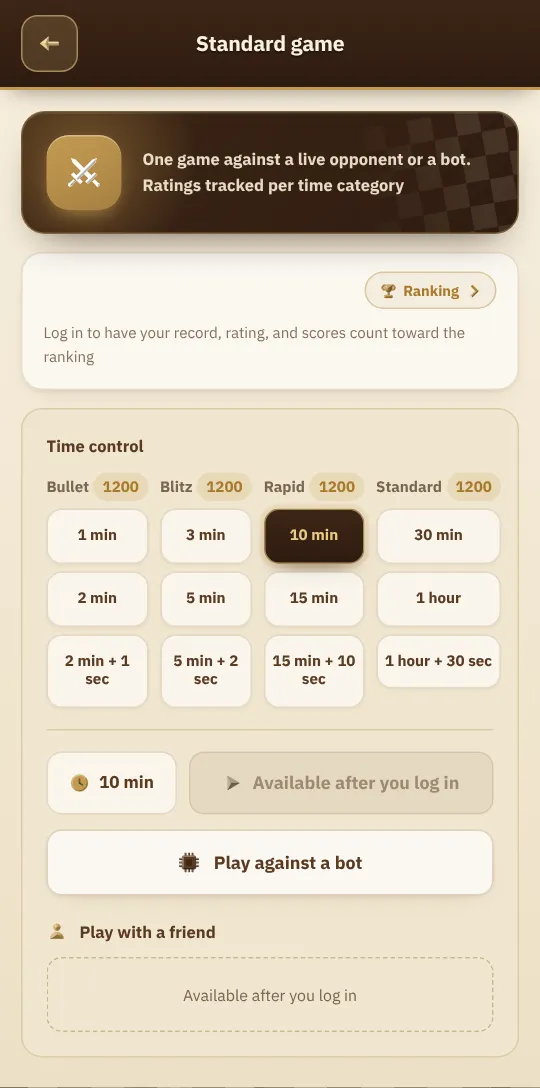 Standard game
One game against a live opponent or a bot.
Ratings tracked per time category
Ranking
Log in to have your record, rating, and scores count toward the
ranking
Time control
Bullet 1200 Blitz 1200 Rapid 1200 Standard 1200
1 min 3 min 10 min 30 min
2 min 5 min 15 min 1 hour
2 min + 1
sec
5 min + 2
sec
15 min + 10
sec
1 hour + 30 sec
10 min
Available after you log in
Play against a bot
Play with a friend
Available after you log in